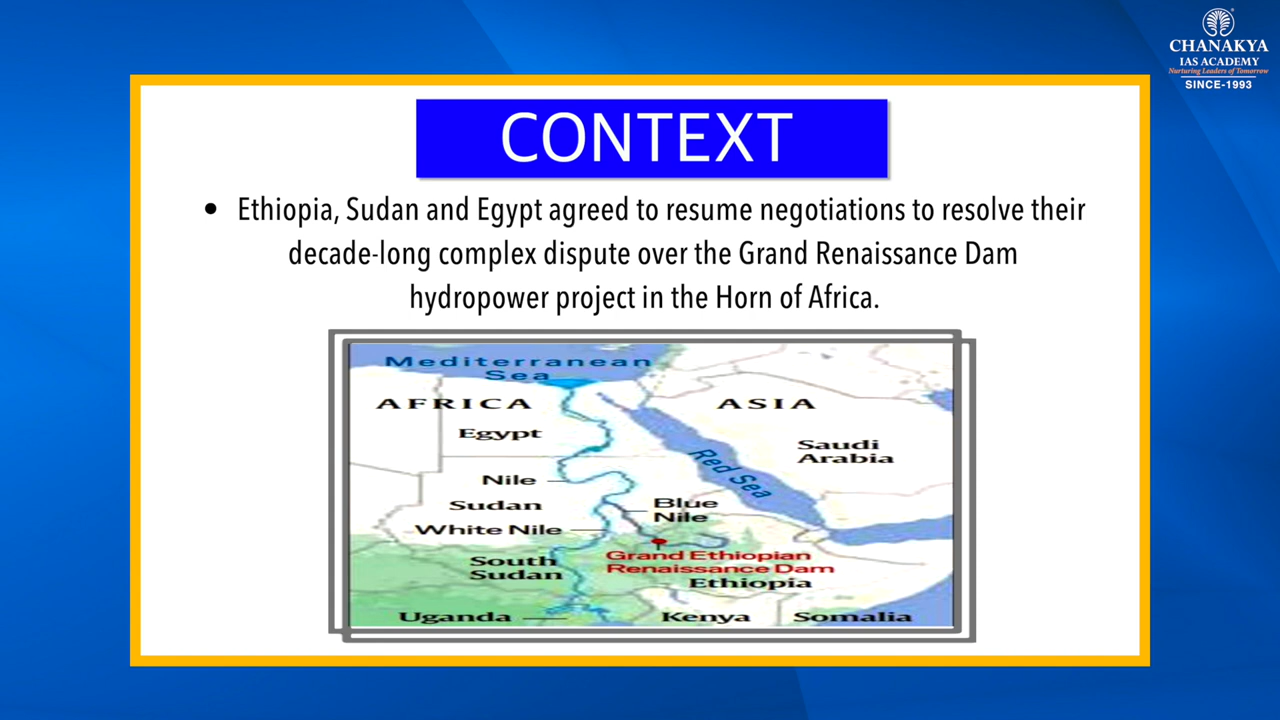 CHANAKYA
IAS ACADEMY
Nurturing Leaders of Tomorrow
SINCE-1993
CONTEXT
• Ethiopia, Sudan and Egypt agreed to resume negotiations to resolve their
decade-long complex dispute over the Grand Renaissance Dam
hydropower project in the Horn of Africa.
Mediterranean
Sea
AFRICA
ASIA
Egypt
Saudi
Arabia
Red Sea
Nile
Sudan
Blue
Nile
White Nile
Grand Ethiopian
Renaissance Dam
South
Sudan
Ethiopia
Uganda
Kenya
Somalia